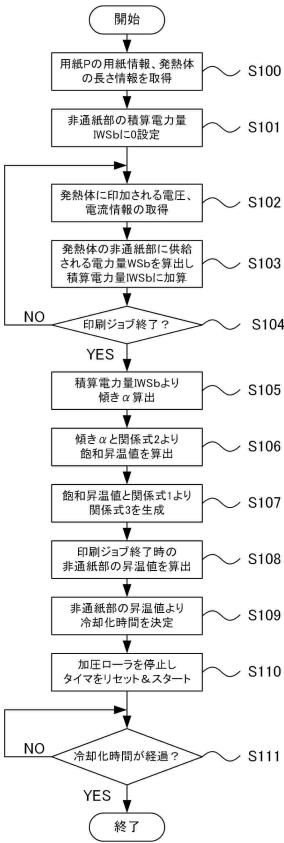 開始
用紙Pの用紙情報、発熱体
の長さ情報を取得
S100
非通紙部の積算電力量
IWSbに0設定
S101
発熱体に印加される電圧、
電流情報の取得
S102
発熱体の非通紙部に供給
される電力量WSbを算出し
積算電力量IWSbに加算
S103
NO
印刷ジョブ終了?
S104
YES
積算電力量IWSbより
傾きα算出
S105
傾きαと関係式2より
飽和昇温値を算出
S106
飽和昇温値と関係式1より
関係式3を生成
S107
印刷ジョブ終了時の
非通紙部の昇温値を算出
S108
非通紙部の昇温値より
冷却化時間を決定
S109
加圧ローラを停止し
タイマをリセット&スタート
S110
NO
冷却化時間が経過?
S111
YES
終了